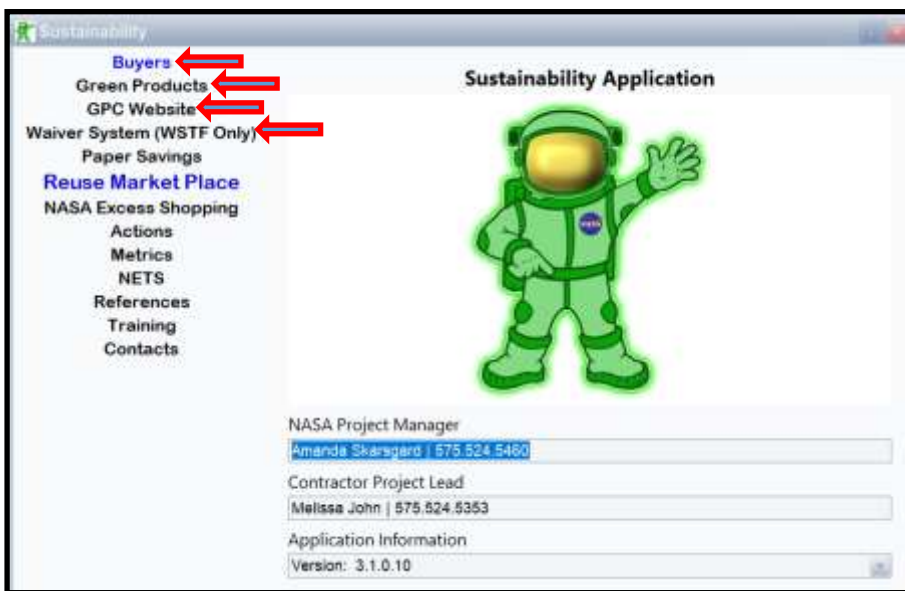 Sustainability
Buyers
Green Products
GPC Website
Waiver System (WSTF Only)
Paper Savings
Reuse Market Place
NASA Excess Shopping
Actions
Metrics
NETS
References
Training
Contacts
Sustainability Application
NASA
NASA Project Manager
Amanda Skarsgard | 575.524.5460
Contractor Project Lead
Melissa John | 575.524.5353
Application Information
Version: 3.1.0.10